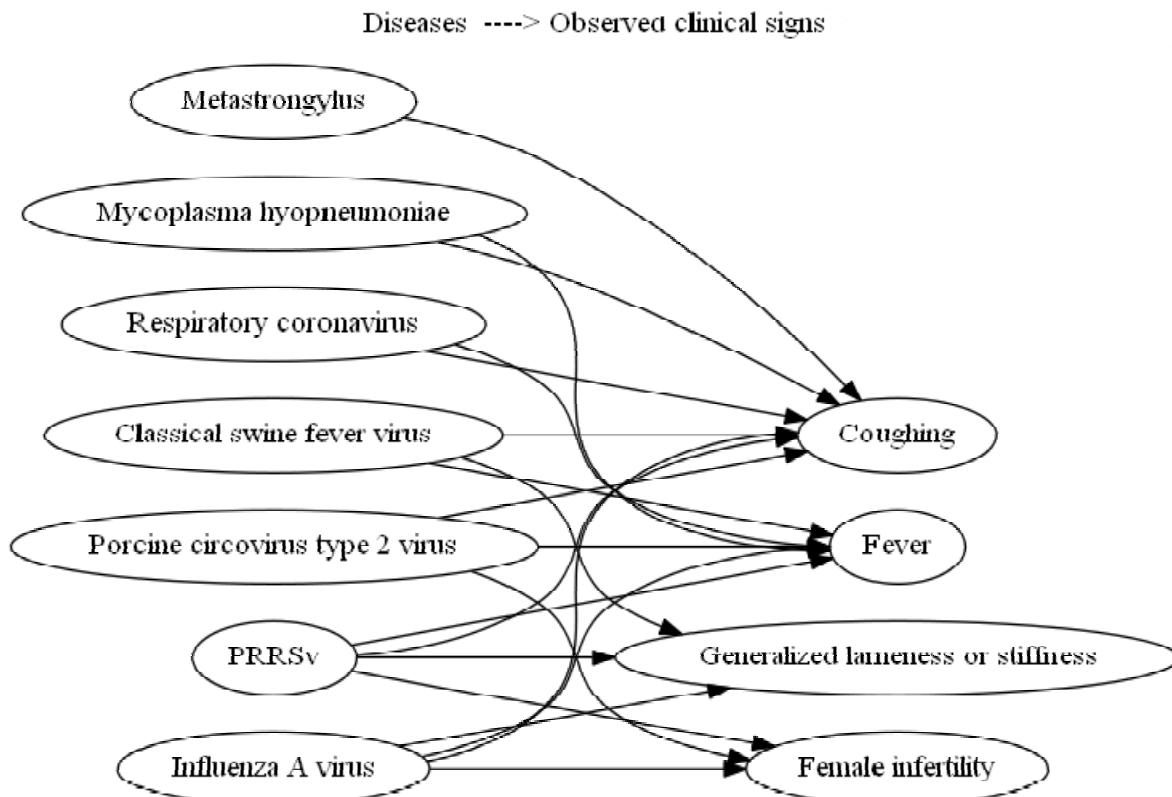 Diseases ----> Observed clinical signs
Metastrongylus
Mycoplasma hyopneumoniae
Respiratory coronavirus
Classical swine fever virus
Coughing
Porcine circovirus type 2 virus
Fever
PRRSv
Generalized lameness or stiffness
Influenza A virus
Female infertility